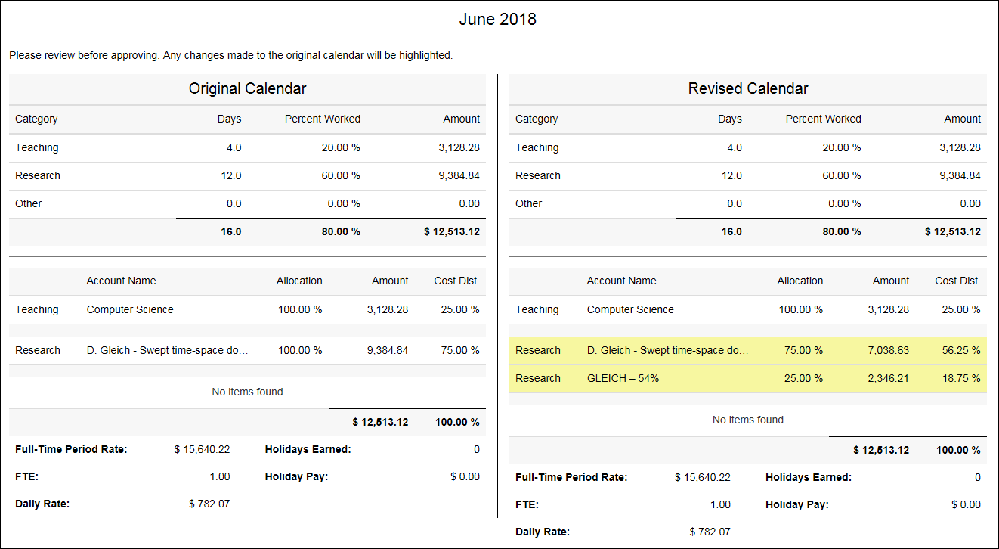 June 2018
Please review before approving. Any changes made to the original calendar will be highlighted.
Original Calendar
Category Days Percent Worked Amount
Teaching 4.0 20.00 % 3,128.28
Research 12.0 60.00 % 9,384.84
Other 0.0 0.00 % 0.00
16.0 80.00 % $ 12,513.12
Account Name Allocation Amount Cost Dist.
Teaching Computer Science 100.00 % 3,128.28 25.00 %
Research D. Gleich - Swept time-space do... 100.00 % 9,384.84 75.00 %
No items found
$ 12,513.12 100.00 %
Full-Time Period Rate: $ 15,640.22 Holidays Earned: 0
FTE: 1.00 Holiday Pay: $ 0.00
Daily Rate: $ 782.07
Revised Calendar
Category Days Percent Worked Amount
Teaching 4.0 20.00 % 3,128.28
Research 12.0 60.00 % 9,384.84
Other 0.0 0.00 % 0.00
16.0 80.00 % $ 12,513.12
Account Name Allocation Amount Cost Dist.
Teaching Computer Science 100.00 % 3,128.28 25.00 %
Research D. Gleich - Swept time-space do... 75.00 % 7,038.63 56.25 %
Research GLEICH – 54% 25.00 % 2,346.21 18.75 %
No items found
$ 12,513.12 100.00 %
Full-Time Period Rate: $ 15,640.22 Holidays Earned: 0
FTE: 1.00 Holiday Pay: $ 0.00
Daily Rate: $ 782.07